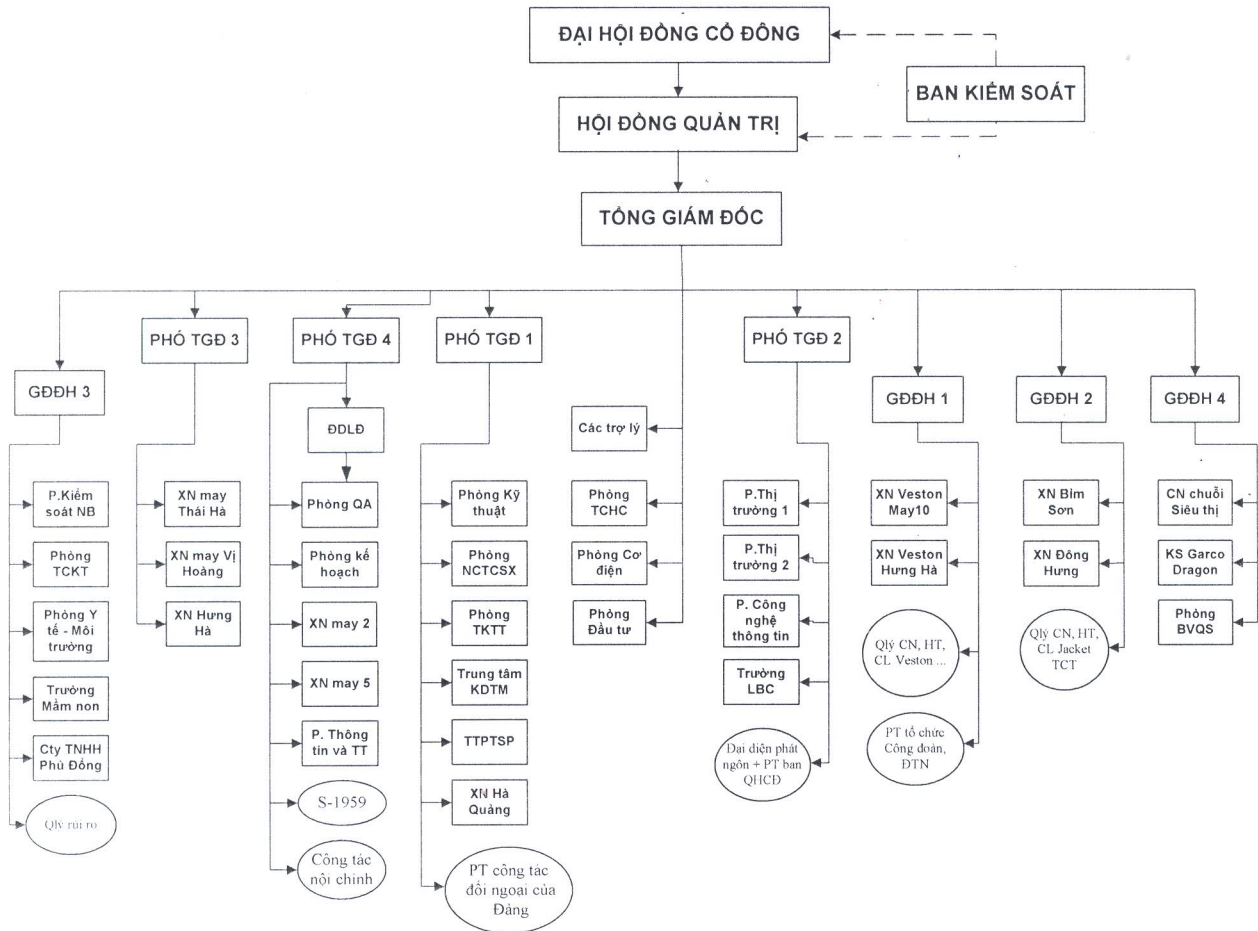 ĐẠI HỘI ĐỒNG CỔ ĐÔNG
BAN KIỂM SOÁT
HỘI ĐỒNG QUẢN TRỊ
TỔNG GIÁM ĐỐC
GĐĐH 3
P.Kiểm
soát NB
Phòng
TCKT
Phòng Y
tế - Môi
trường
Trường
Mầm non
Cty TNHH
Phù Đổng
Qlý rủi ro
PHÓ TGĐ 3
XN may
Thái Hà
XN may Vị
Hoàng
XN Hưng
Hà
PHÓ TGĐ 4
ĐDLĐ
Phòng QA
Phòng kế
hoạch
XN may 2
XN may 5
P. Thông
tin và TT
S-1959
Công tác
nội chính
PHÓ TGĐ 1
Phòng Kỹ
thuật
Phòng
NCTCSX
Phòng
TKTT
Trung tâm
KDTM
TTPTSP
XN Hà
Quảng
PT công tác
đối ngoại của
Đảng
Các trợ lý
Phòng
TCHC
Phòng Cơ
điện
Phòng
Đầu tư
PHÓ TGĐ 2
P.Thị
trường 1
P.Thị
trường 2
P. Công
nghệ
thông tin
Trường
LBC
Đại diện phát
ngôn + PT ban
QHCĐ
GĐĐH 1
XN Veston
May10
XN Veston
Hưng Hà
Qlý CN, HT,
CL Veston ...
PT tổ chức
Công đoàn,
ĐTN
GĐĐH 2
XN Bỉm
Sơn
XN Đông
Hưng
Qlý CN, HT,
CL Jacket
TCT
GĐĐH 4
CN chuỗi
Siêu thị
KS Garco
Dragon
Phòng
BVQS